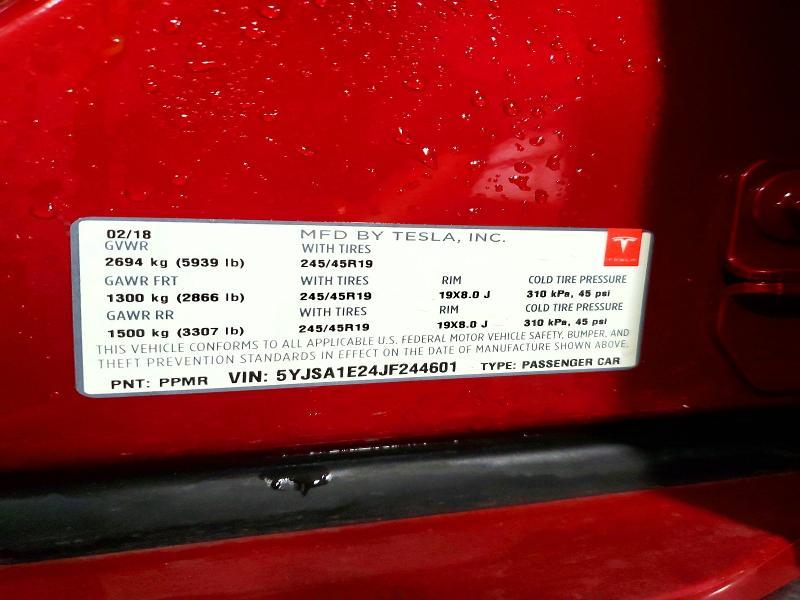 02/18 MFD BY TESLA, INC.
GVWR WITH TIRES
2694 kg (5939 lb) 245/45R19
GAWR FRT WITH TIRES RIM COLD TIRE PRESSURE
1300 kg (2866 lb) 245/45R19 19X8.0 J 310 kPa, 45 psi
GAWR RR WITH TIRES RIM COLD TIRE PRESSURE
1500 kg (3307 lb) 245/45R19 19X8.0 J 310 kPa, 45 psi
THIS VEHICLE CONFORMS TO ALL APPLICABLE U.S. FEDERAL MOTOR VEHICLE SAFETY, BUMPER, AND
THEFT PREVENTION STANDARDS IN EFFECT ON THE DATE OF MANUFACTURE SHOWN ABOVE.
PNT: PPMR VIN: 5YJSA1E24JF244601 TYPE: PASSENGER CAR
TESLA